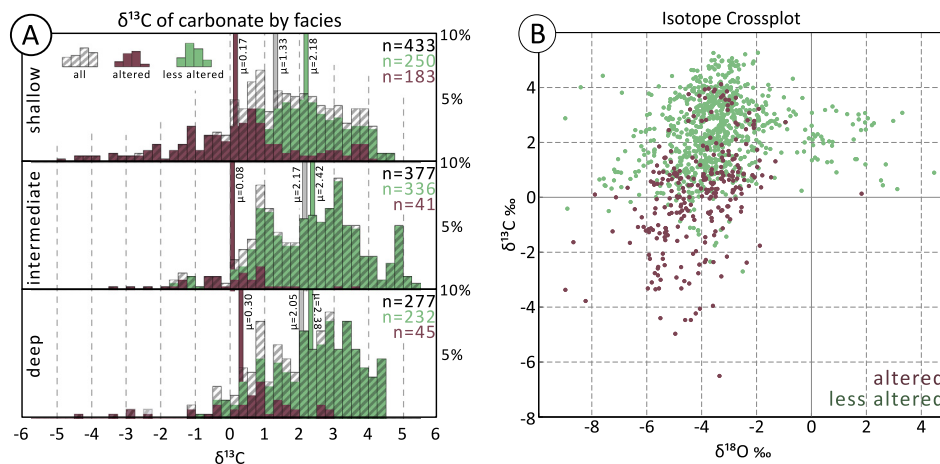 A
δ¹³C of carbonate by facies
all
altered
less altered
μ=0.17
μ=1.33
μ=2.18
n=433
n=250
n=183
10%
5%
shallow
μ=0.08
μ=2.17
μ=2.42
n=377
n=336
n=41
10%
5%
intermediate
μ=0.30
μ=2.05
μ=2.38
n=277
n=232
n=45
10%
5%
deep
-6 -5 -4 -3 -2 -1 0 1 2 3 4 5 6
δ¹³C
B
Isotope Crossplot
4
2
0
-2
-4
-6
-8
δ¹³C ‰
altered
less altered
-8 -6 -4 -2 0 2 4
δ¹⁸O ‰